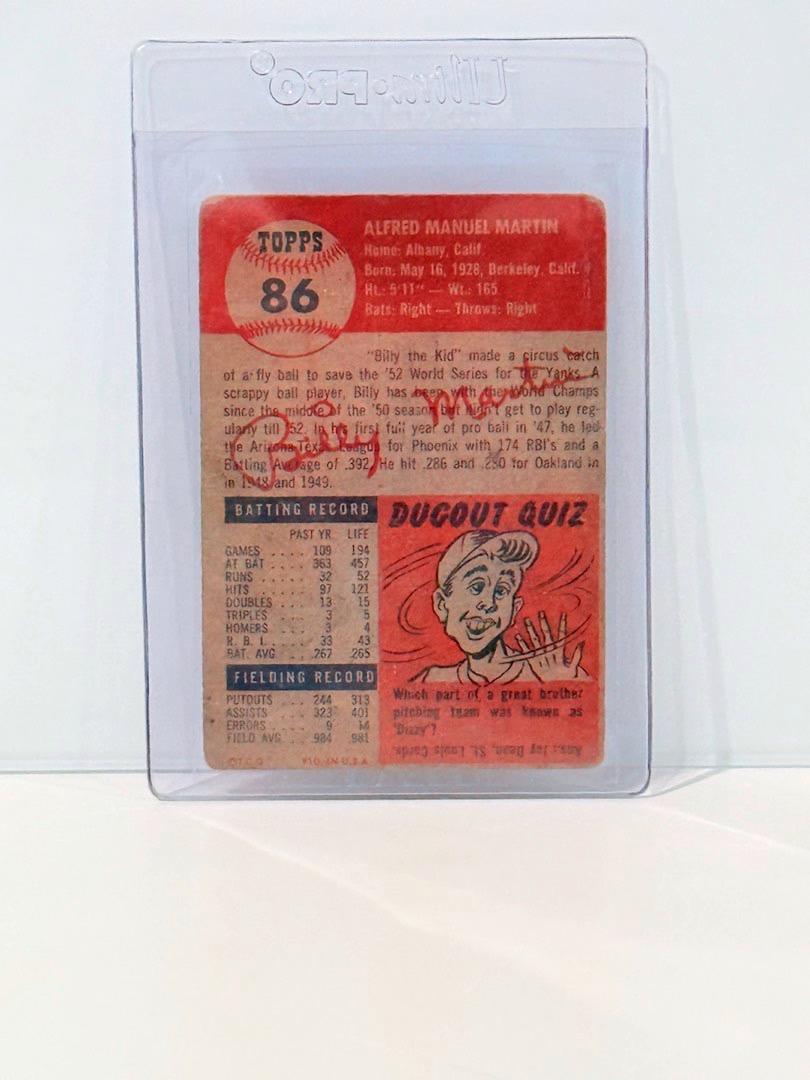 Ultra•PRO®
TOPPS
86
ALFRED MANUEL MARTIN
Home: Albany, Calif.
Born: May 16, 1928, Berkeley, Calif.
Ht.: 5'11" — Wt.: 165
Bats: Right — Throws: Right
"Billy the Kid" made a circus catch
of a fly ball to save the '52 World Series for the Yanks. A
scrappy ball player, Billy has been with the World Champs
since the middle of the '50 season but didn't get to play reg-
ularly till '52. In his first full year of pro ball in '47, he led
the Arizona-Texas League for Phoenix with 174 RBI's and a
Batting Average of .392. He hit .286 and .290 for Oakland in
in 1948 and 1949.
Billy Martin
BATTING RECORD
PAST YR. LIFE
GAMES .... 109 194
AT BAT .... 363 457
RUNS ..... 32 52
HITS ..... 97 121
DOUBLES ... 13 15
TRIPLES ... 3 5
HOMERS ... 3 4
R. B. I. ... 33 43
BAT. AVG. .. .267 .265
FIELDING RECORD
PUTOUTS .. 244 313
ASSISTS ... 323 401
ERRORS ... 9 14
FIELD AVG. .. .984 .981
©T.C.G. PTD. IN U.S.A.
DUGOUT QUIZ
Which part of a great brother
pitching team was known as
'Dizzy'?
Ans.: Jay Dean, St. Louis Cards.